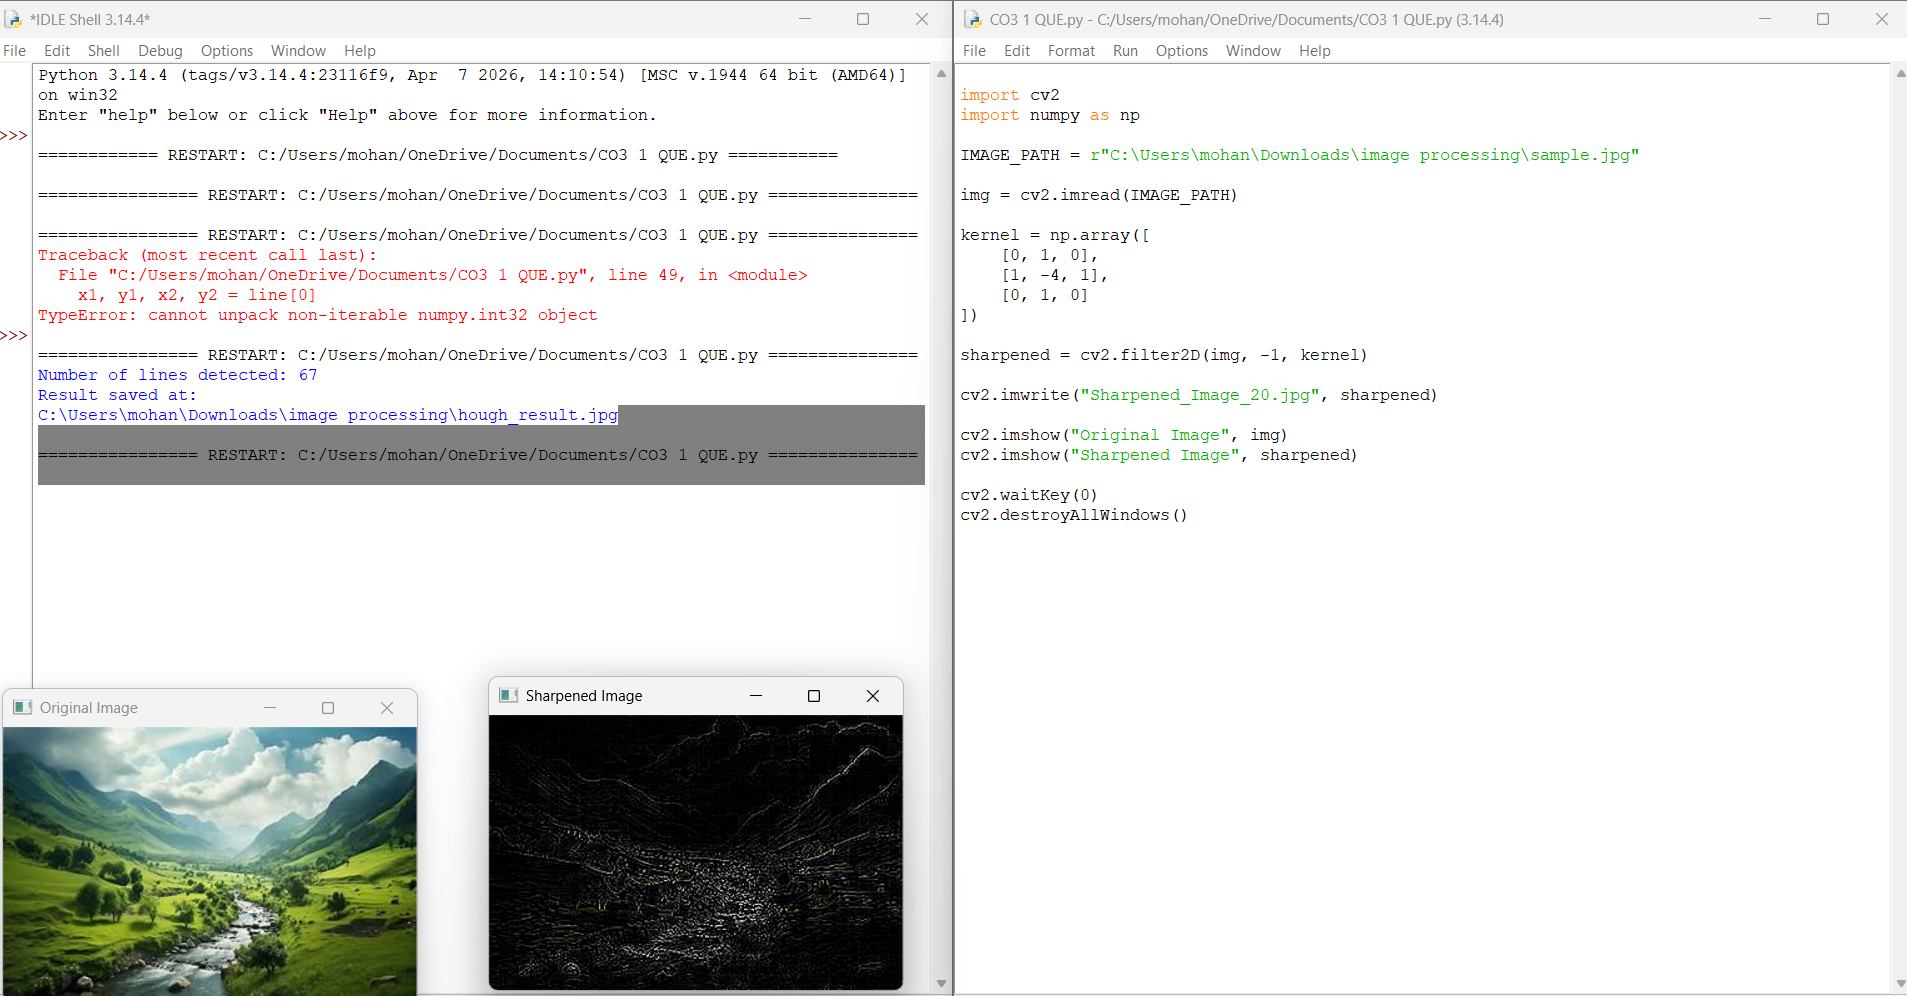 *IDLE Shell 3.14.4*
File Edit Shell Debug Options Window Help
Python 3.14.4 (tags/v3.14.4:23116f9, Apr  7 2026, 14:10:54) [MSC v.1944 64 bit (AMD64)]
on win32
Enter "help" below or click "Help" above for more information.
>>>
============ RESTART: C:/Users/mohan/OneDrive/Documents/CO3 1 QUE.py ===========
================ RESTART: C:/Users/mohan/OneDrive/Documents/CO3 1 QUE.py ===============
================ RESTART: C:/Users/mohan/OneDrive/Documents/CO3 1 QUE.py ===============
Traceback (most recent call last):
  File "C:/Users/mohan/OneDrive/Documents/CO3 1 QUE.py", line 49, in <module>
    x1, y1, x2, y2 = line[0]
TypeError: cannot unpack non-iterable numpy.int32 object
>>>
================ RESTART: C:/Users/mohan/OneDrive/Documents/CO3 1 QUE.py ===============
Number of lines detected: 67
Result saved at:
C:\Users\mohan\Downloads\image processing\hough_result.jpg
================ RESTART: C:/Users/mohan/OneDrive/Documents/CO3 1 QUE.py ===============
Original Image
Sharpened Image
CO3 1 QUE.py - C:/Users/mohan/OneDrive/Documents/CO3 1 QUE.py (3.14.4)
File Edit Format Run Options Window Help
import cv2
import numpy as np
IMAGE_PATH = r"C:\Users\mohan\Downloads\image processing\sample.jpg"
img = cv2.imread(IMAGE_PATH)
kernel = np.array([
    [0, 1, 0],
    [1, -4, 1],
    [0, 1, 0]
])
sharpened = cv2.filter2D(img, -1, kernel)
cv2.imwrite("Sharpened_Image_20.jpg", sharpened)
cv2.imshow("Original Image", img)
cv2.imshow("Sharpened Image", sharpened)
cv2.waitKey(0)
cv2.destroyAllWindows()